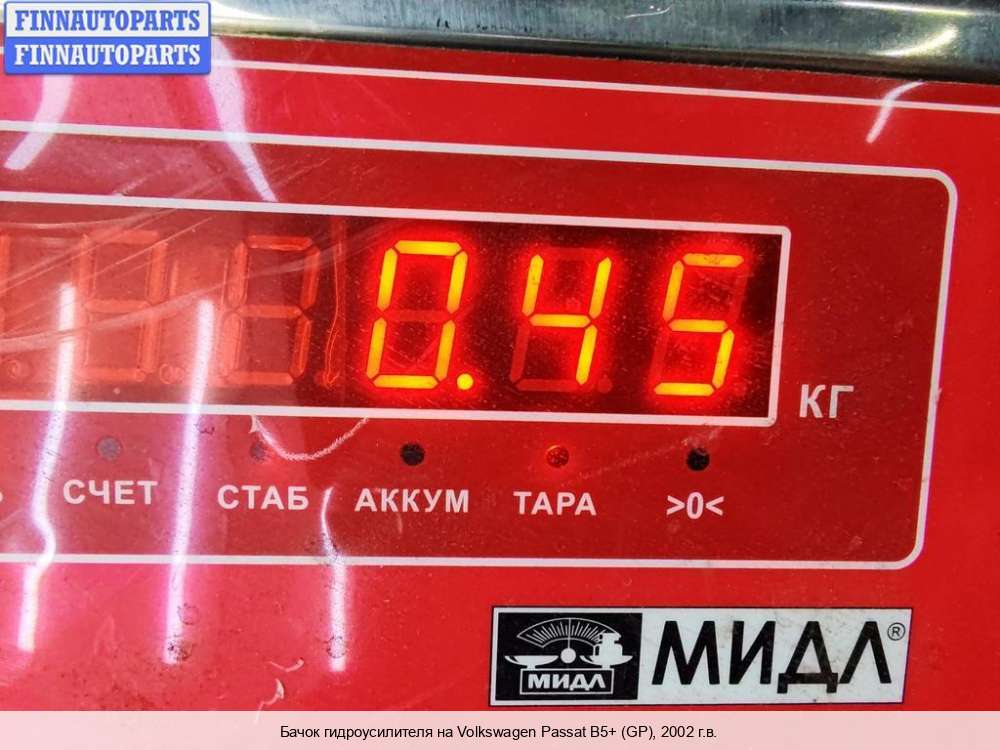 FINNAUTOPARTS
FINNAUTOPARTS
0.45
КГ
СЧЕТ СТАБ АККУМ ТАРА >0<
МИДЛ МИДЛ®
Бачок гидроусилителя на Volkswagen Passat B5+ (GP), 2002 г.в.